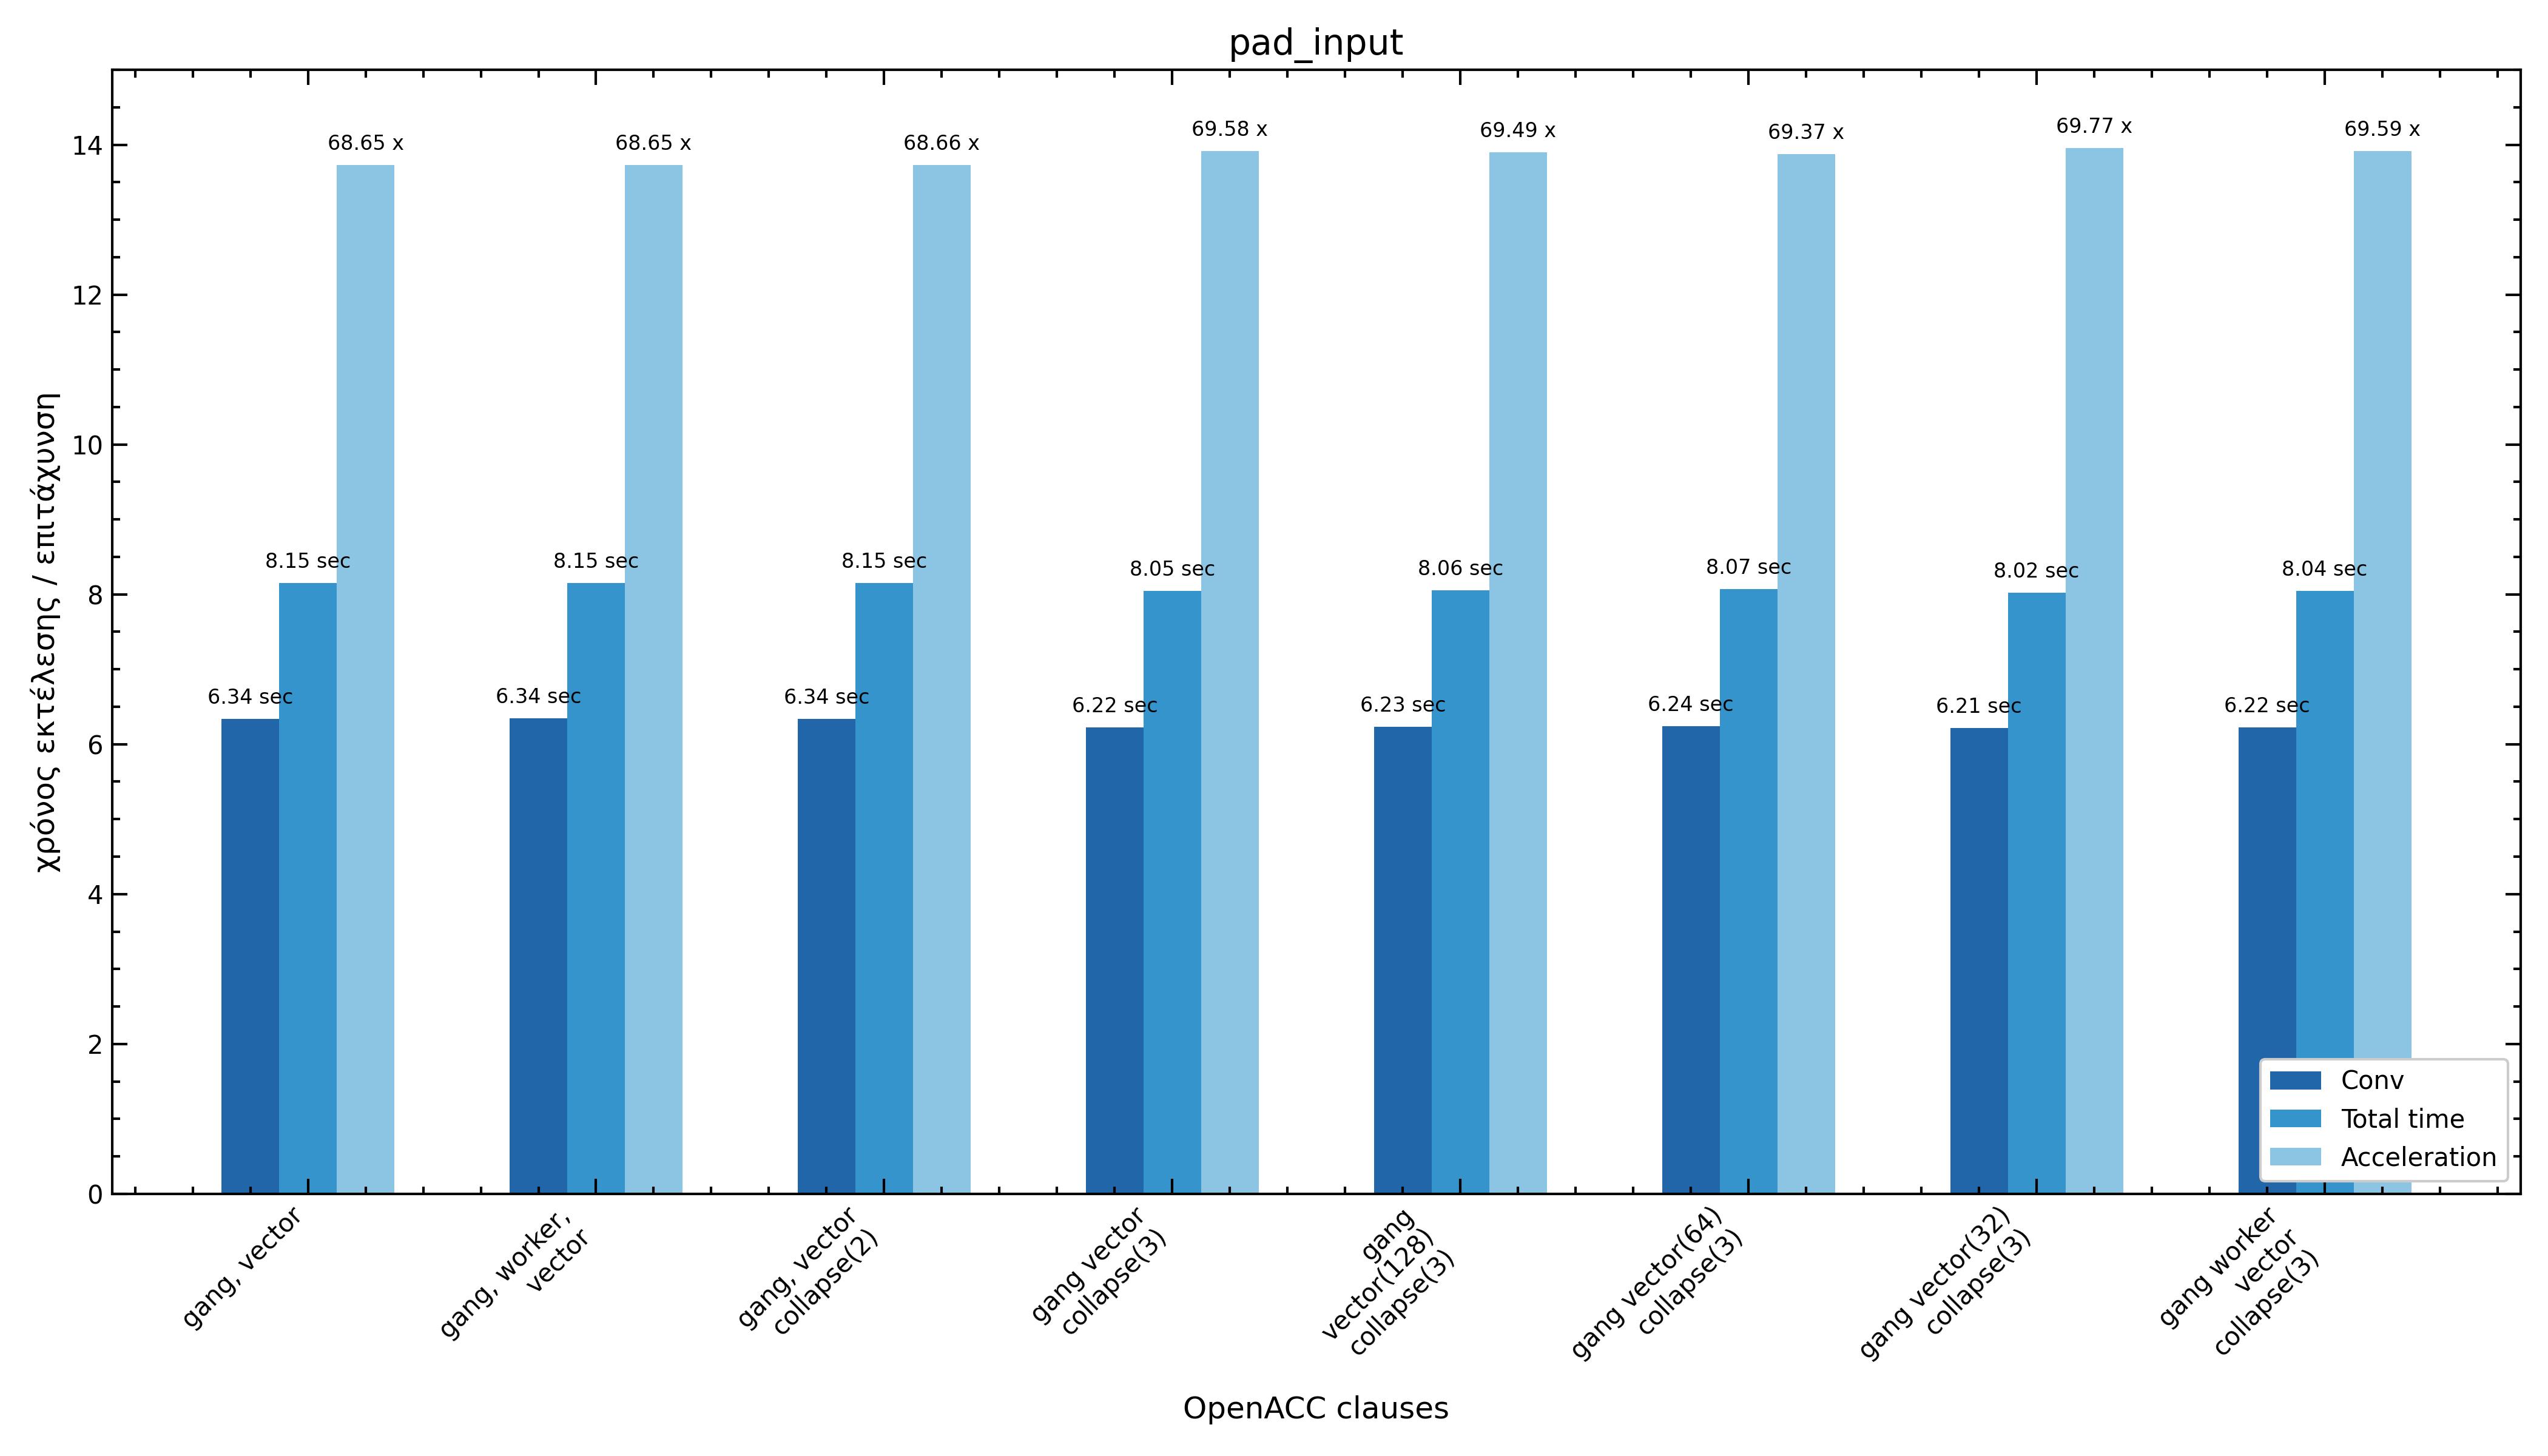 pad_input
χρόνος εκτέλεσης / επιτάχυνση
14
12
10
8
6
4
2
0
68.65 x
68.65 x
68.66 x
69.58 x
69.49 x
69.37 x
69.77 x
69.59 x
8.15 sec
8.15 sec
8.15 sec
8.05 sec
8.06 sec
8.07 sec
8.02 sec
8.04 sec
6.34 sec
6.34 sec
6.34 sec
6.22 sec
6.23 sec
6.24 sec
6.21 sec
6.22 sec
Conv
Total time
Acceleration
gang, vector
gang, worker,
vector
gang, vector
collapse(2)
gang vector
collapse(3)
gang
vector(128)
collapse(3)
gang vector(64)
collapse(3)
gang vector(32)
collapse(3)
gang worker
vector
collapse(3)
OpenACC clauses